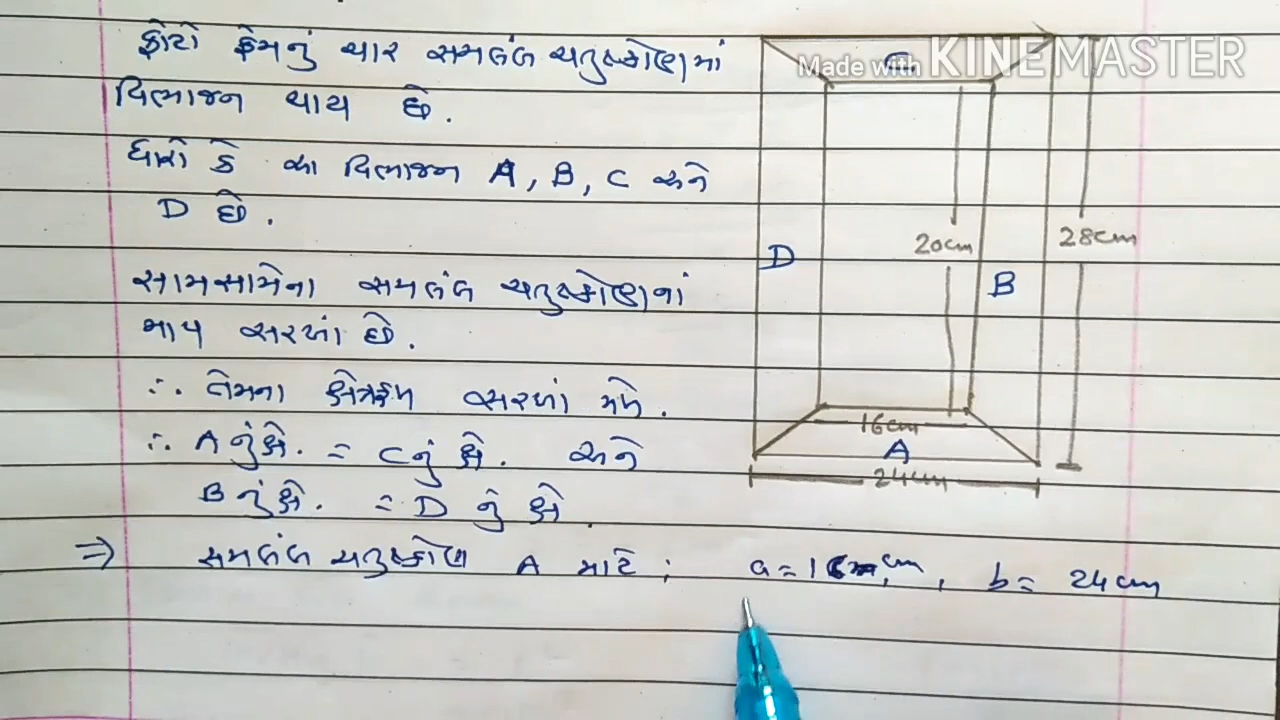 ફોટો ફ્રેમનું ચાર સમલંબ ચતુષ્કોણમાં
વિભાજન થાય છે.
ધારો કે આ વિભાજન A, B, C અને
D છે.
સામસામેના સમલંબ ચતુષ્કોણનાં
માપ સરખાં છે.
∴ તેમના ક્ષેત્રફળ સરખાં મળે.
∴ A નું ક્ષે. = C નું ક્ષે. અને
B નું ક્ષે. = D નું ક્ષે.
⇒ સમલંબ ચતુષ્કોણ A માટે; a = 16 cm, b = 24 cm
Made with KINEMASTER
C
20cm
28cm
D
B
16cm
A
24cm